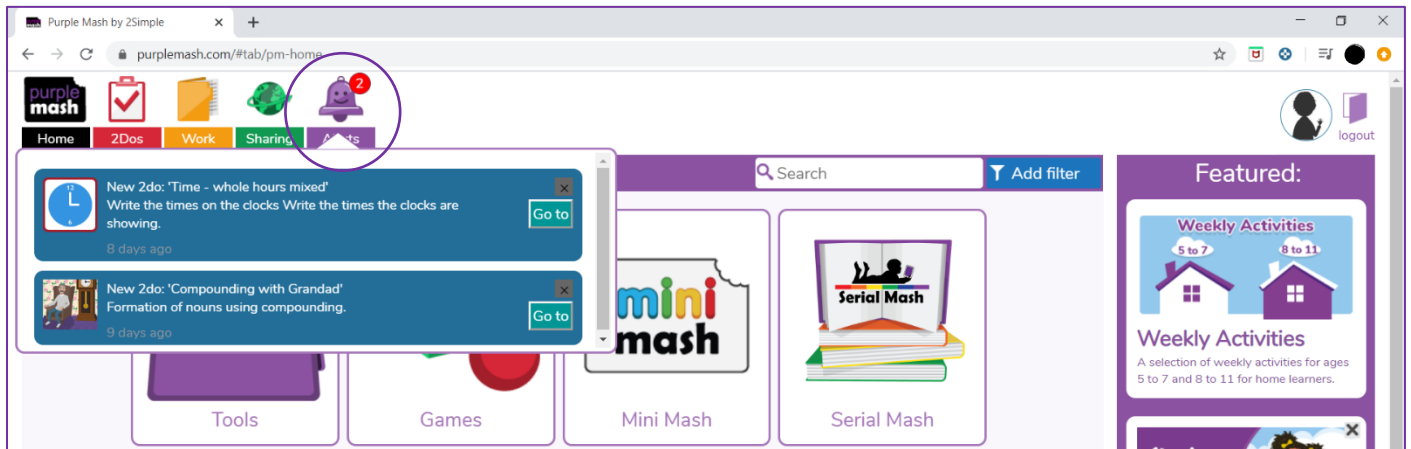 Purple Mash by 2Simple
purplemash.com/#tab/pm-home
purple
mash
2
Home
2Dos
Work
Sharing
logout
New 2do: 'Time - whole hours mixed'
Write the times on the clocks Write the times the clocks are
showing.
8 days ago
Go to
12
6
New 2do: 'Compounding with Grandad'
Formation of nouns using compounding.
9 days ago
Go to
Search
Add filter
Tools
Games
mini
mash
Mini Mash
Serial Mash
Serial Mash
Featured:
Weekly Activities
5 to 7
8 to 11
Weekly Activities
A selection of weekly activities for ages
5 to 7 and 8 to 11 for home learners.